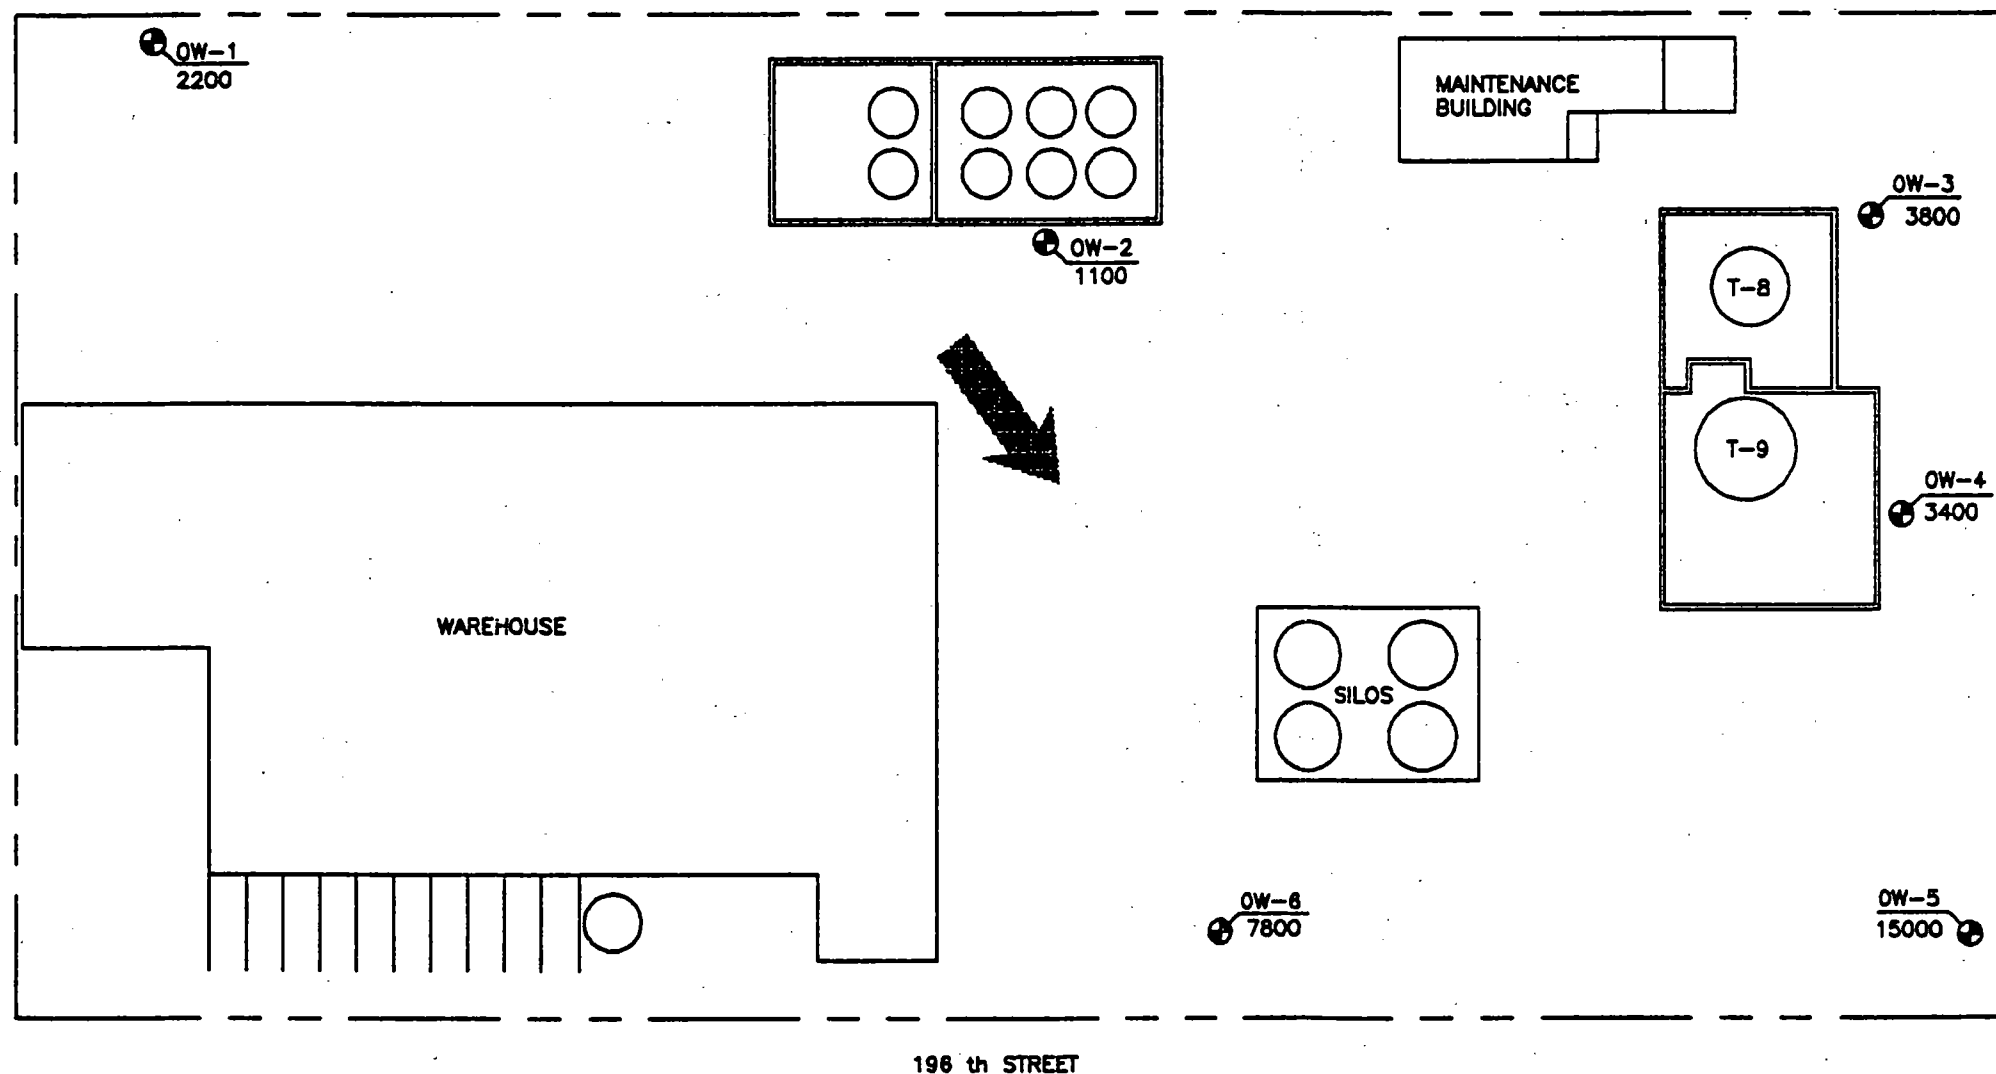 OW-1
2200
MAINTENANCE
BUILDING
OW-3
3800
OW-2
1100
T-8
T-9
OW-4
3400
WAREHOUSE
SILOS
OW-6
7800
OW-5
15000
196 th STREET